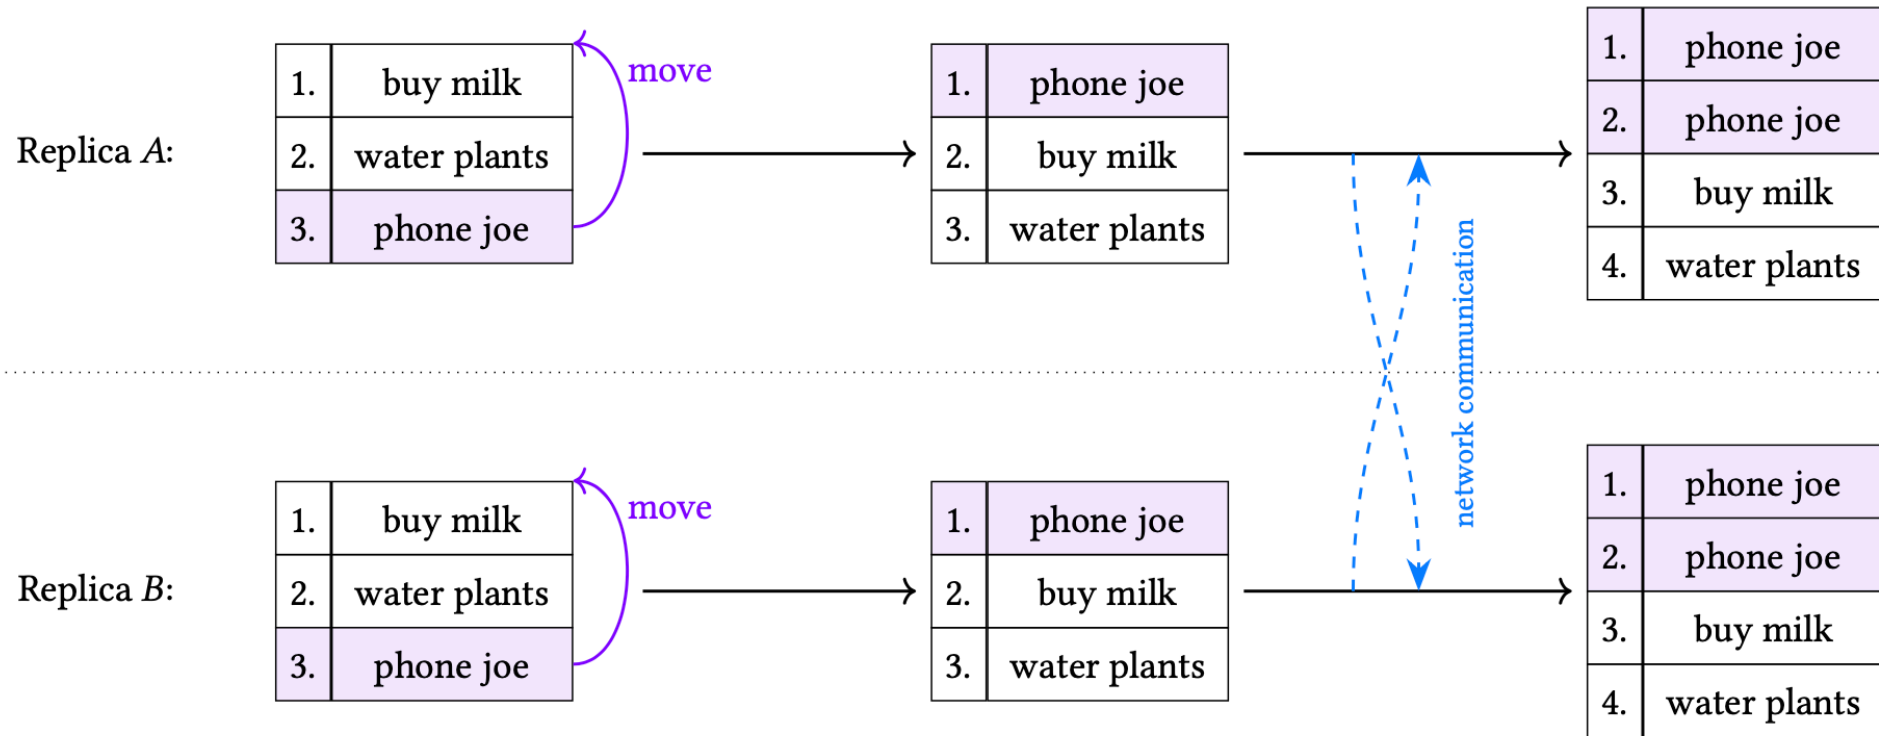 Replica A:
1. buy milk
2. water plants
3. phone joe
move
1. phone joe
2. buy milk
3. water plants
1. phone joe
2. phone joe
3. buy milk
4. water plants
network communication
Replica B:
1. buy milk
2. water plants
3. phone joe
move
1. phone joe
2. buy milk
3. water plants
1. phone joe
2. phone joe
3. buy milk
4. water plants